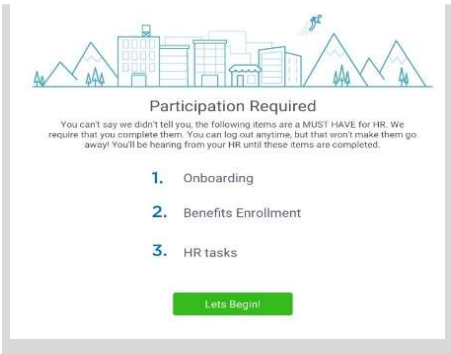 Participation Required
You can't say we didn't tell you, the following items are a MUST HAVE for HR. We
require that you complete them. You can log out anytime, but that won't make them go
away! You'll be hearing from your HR until these items are completed.
1. Onboarding
2. Benefits Enrollment
3. HR tasks
Lets Begin!